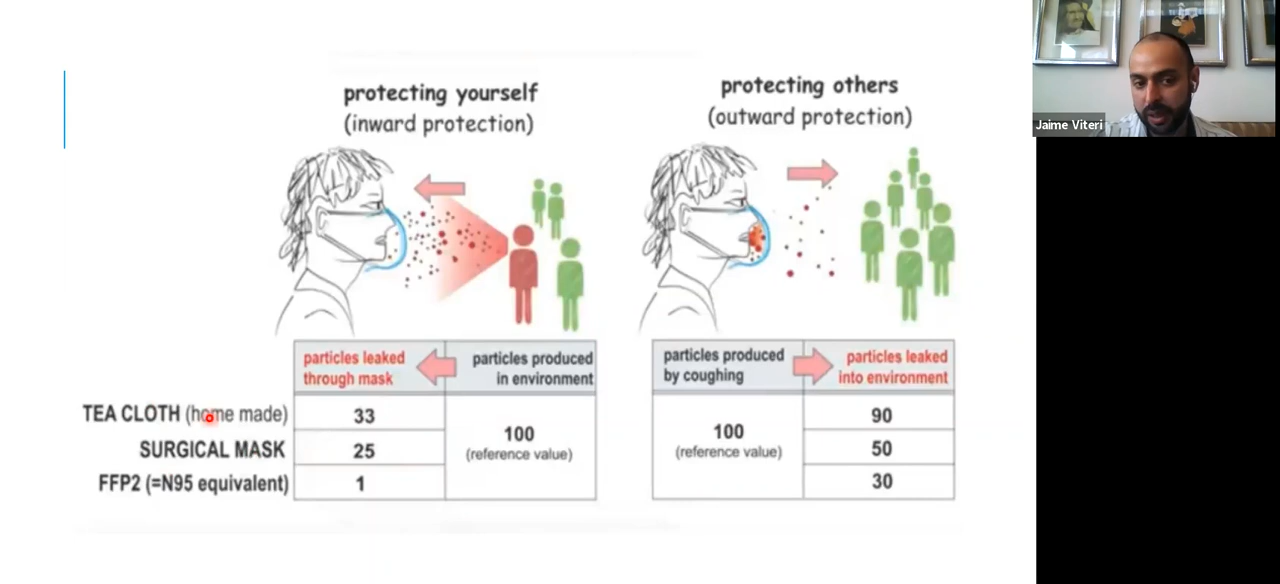 protecting yourself
(inward protection)
protecting others
(outward protection)
Jaime Viteri
particles leaked
through mask
particles produced
in environment
particles produced
by coughing
particles leaked
into environment
TEA CLOTH (home made)
33
100
(reference value)
100
(reference value)
90
SURGICAL MASK
25
50
FFP2 (=N95 equivalent)
1
30